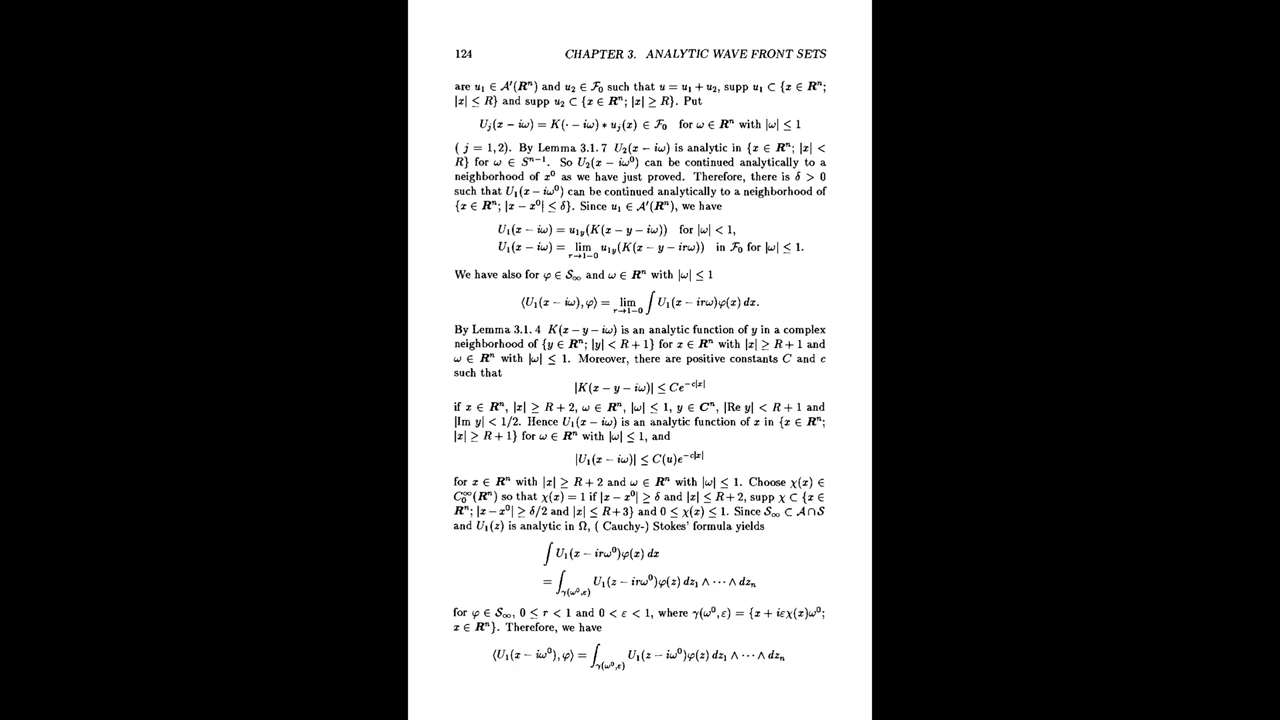 124 CHAPTER 3. ANALYTIC WAVE FRONT SETS
are u₁ ∈ 𝒜′(Rⁿ) and u₂ ∈ ℱ₀ such that u = u₁ + u₂, supp u₁ ⊂ {x ∈ Rⁿ;
|x| ≤ R} and supp u₂ ⊂ {x ∈ Rⁿ; |x| ≥ R}. Put
U_j(x − iω) = K(· − iω) * u_j(x) ∈ ℱ₀ for ω ∈ Rⁿ with |ω| ≤ 1
( j = 1, 2). By Lemma 3.1.7 U₂(x − iω) is analytic in {x ∈ Rⁿ; |x| <
R} for ω ∈ Sⁿ⁻¹. So U₂(x − iω⁰) can be continued analytically to a
neighborhood of x⁰ as we have just proved. Therefore, there is δ > 0
such that U₁(x − iω⁰) can be continued analytically to a neighborhood of
{x ∈ Rⁿ; |x − x⁰| ≤ δ}. Since u₁ ∈ 𝒜′(Rⁿ), we have
U₁(x − iω) = u₁y(K(x − y − iω)) for |ω| < 1,
U₁(x − iω) = lim_{r→1−0} u₁y(K(x − y − irω)) in ℱ₀ for |ω| ≤ 1.
We have also for φ ∈ 𝒮_∞ and ω ∈ Rⁿ with |ω| ≤ 1
⟨U₁(x − iω), φ⟩ = lim_{r→1−0} ∫ U₁(x − irω)φ(x) dx.
By Lemma 3.1. 4 K(x − y − iω) is an analytic function of y in a complex
neighborhood of {y ∈ Rⁿ; |y| < R + 1} for x ∈ Rⁿ with |x| ≥ R + 1 and
ω ∈ Rⁿ with |ω| ≤ 1. Moreover, there are positive constants C and c
such that
|K(x − y − iω)| ≤ Ce^{−c|x|}
if x ∈ Rⁿ, |x| ≥ R + 2, ω ∈ Rⁿ, |ω| ≤ 1, y ∈ Cⁿ, |Re y| < R + 1 and
|Im y| < 1/2. Hence U₁(x − iω) is an analytic function of x in {x ∈ Rⁿ;
|x| ≥ R + 1} for ω ∈ Rⁿ with |ω| ≤ 1, and
|U₁(x − iω)| ≤ C(u)e^{−c|x|}
for x ∈ Rⁿ with |x| ≥ R + 2 and ω ∈ Rⁿ with |ω| ≤ 1. Choose χ(x) ∈
C₀^∞(Rⁿ) so that χ(x) = 1 if |x − x⁰| ≥ δ and |x| ≤ R + 2, supp χ ⊂ {x ∈
Rⁿ; |x − x⁰| ≥ δ/2 and |x| ≤ R + 3} and 0 ≤ χ(x) ≤ 1. Since 𝒮_∞ ⊂ 𝒜 ∩ 𝒮
and U₁(z) is analytic in Ω, ( Cauchy-) Stokes' formula yields
∫ U₁(x − irω⁰)φ(x) dx
= ∫_{γ(ω⁰,ε)} U₁(z − irω⁰)φ(z) dz₁ ∧ ··· ∧ dz_n
for φ ∈ 𝒮_∞, 0 ≤ r < 1 and 0 < ε < 1, where γ(ω⁰, ε) = {x + iεχ(x)ω⁰;
x ∈ Rⁿ}. Therefore, we have
⟨U₁(x − iω⁰), φ⟩ = ∫_{γ(ω⁰,ε)} U₁(z − iω⁰)φ(z) dz₁ ∧ ··· ∧ dz_n